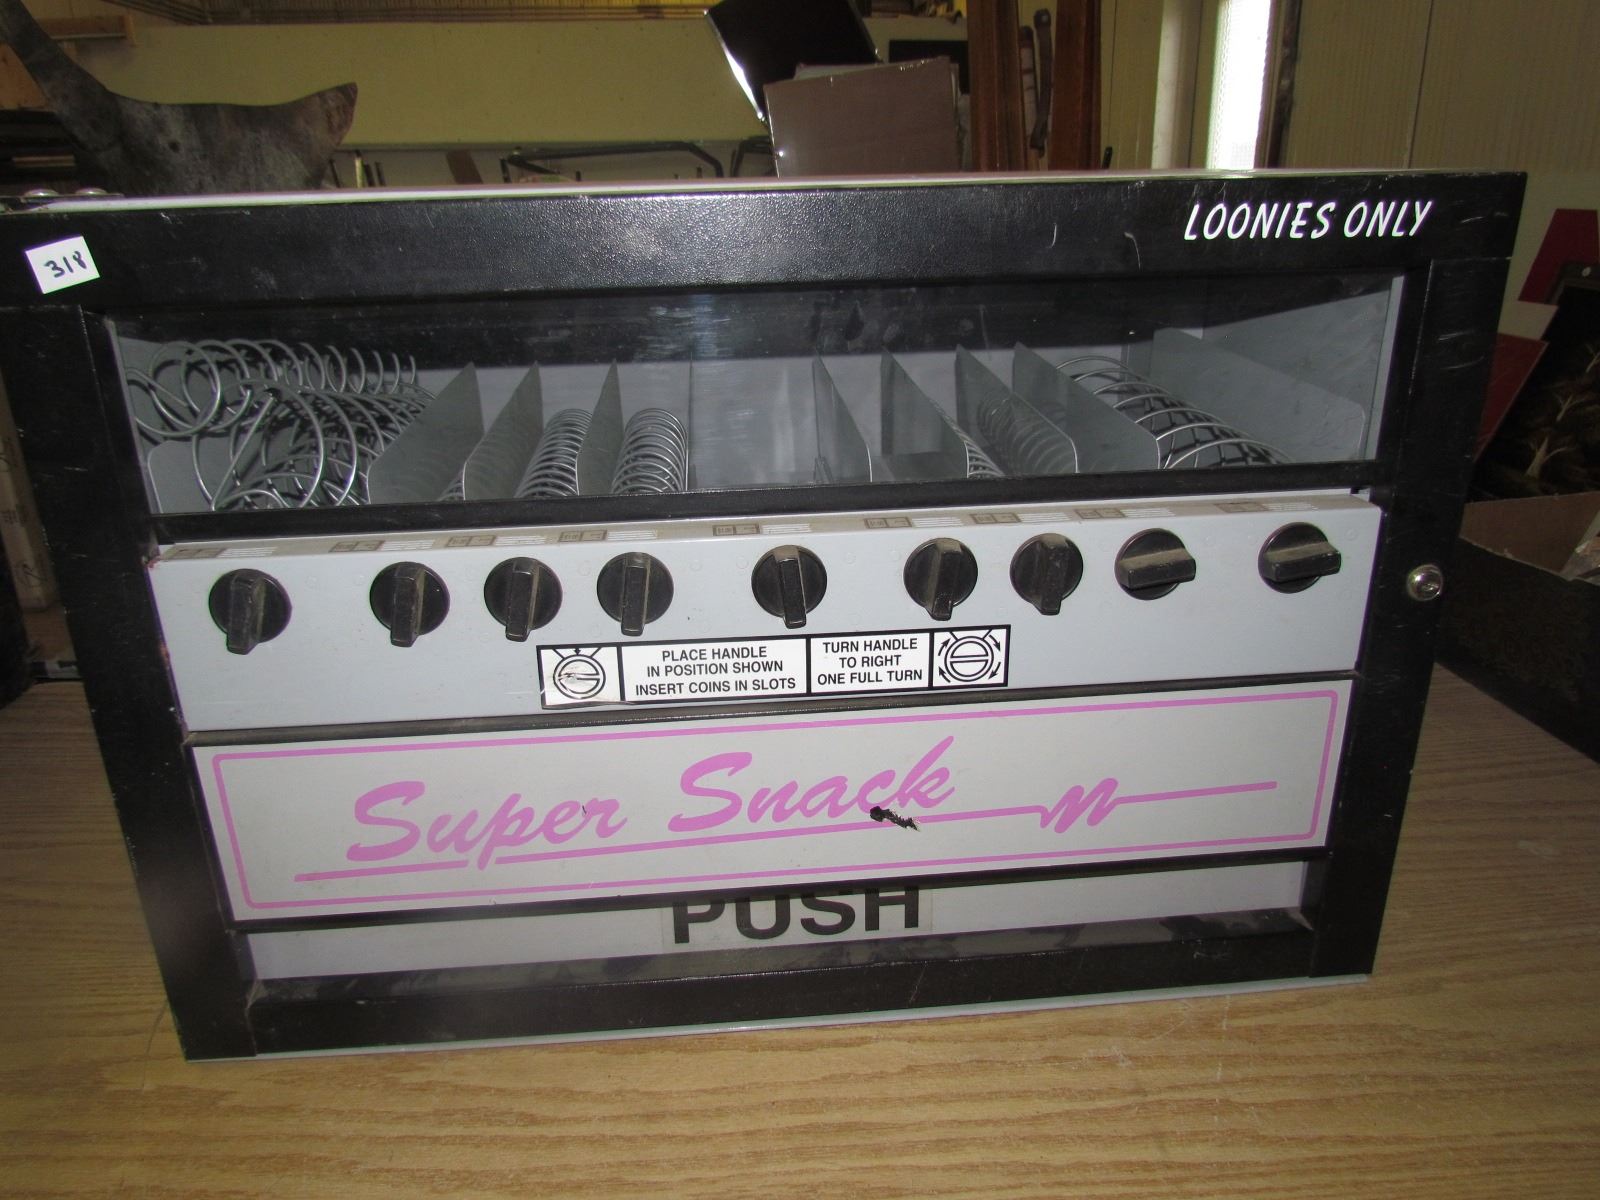 LOONIES ONLY
318
PLACE HANDLE
IN POSITION SHOWN
INSERT COINS IN SLOTS
TURN HANDLE
TO RIGHT
ONE FULL TURN
Super Snack
PUSH